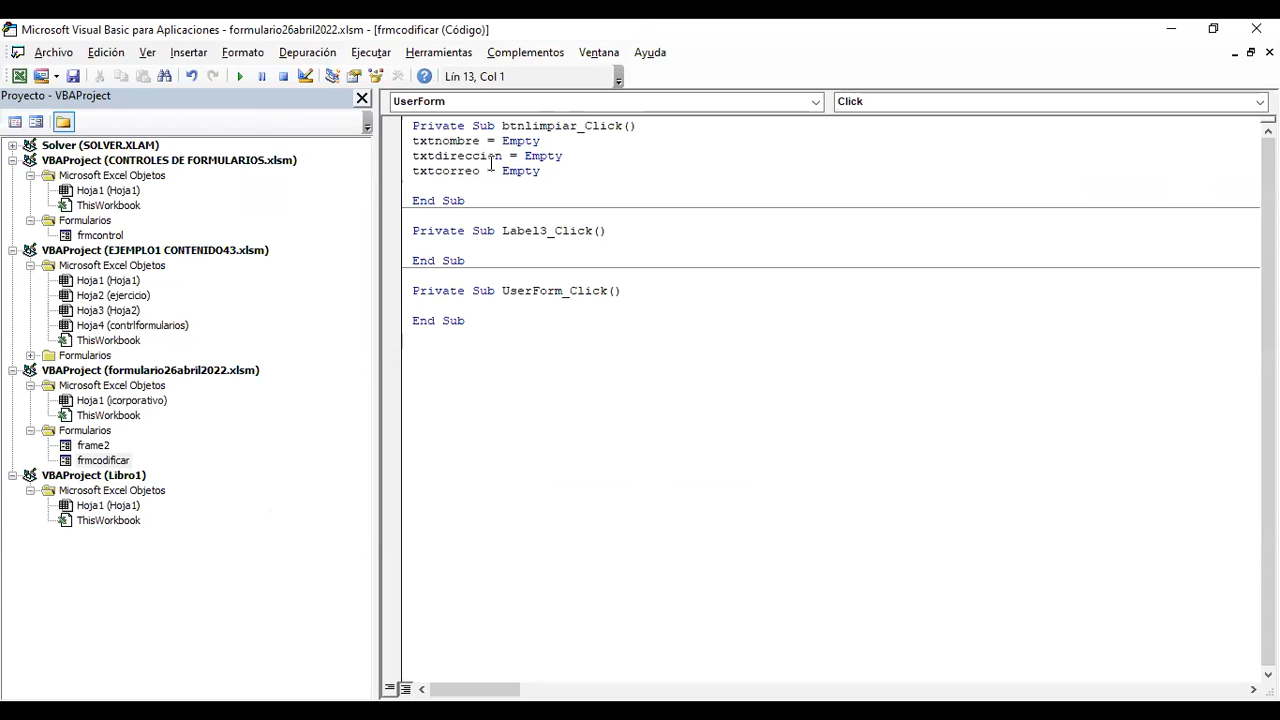 Microsoft Visual Basic para Aplicaciones - formulario26abril2022.xlsm - [frmcodificar (Código)]
Archivo Edición Ver Insertar Formato Depuración Ejecutar Herramientas Complementos Ventana Ayuda
Lín 13, Col 1
Proyecto - VBAProject
Solver (SOLVER.XLAM)
VBAProject (CONTROLES DE FORMULARIOS.xlsm)
Microsoft Excel Objetos
Hoja1 (Hoja1)
ThisWorkbook
Formularios
frmcontrol
VBAProject (EJEMPLO1 CONTENIDO43.xlsm)
Microsoft Excel Objetos
Hoja1 (Hoja1)
Hoja2 (ejercicio)
Hoja3 (Hoja2)
Hoja4 (contrlformularios)
ThisWorkbook
Formularios
VBAProject (formulario26abril2022.xlsm)
Microsoft Excel Objetos
Hoja1 (icorporativo)
ThisWorkbook
Formularios
frame2
frmcodificar
VBAProject (Libro1)
Microsoft Excel Objetos
Hoja1 (Hoja1)
ThisWorkbook
UserForm
Click
Private Sub btnlimpiar_Click()
txtnombre = Empty
txtdireccion = Empty
txtcorreo = Empty
End Sub
Private Sub Label3_Click()
End Sub
Private Sub UserForm_Click()
End Sub